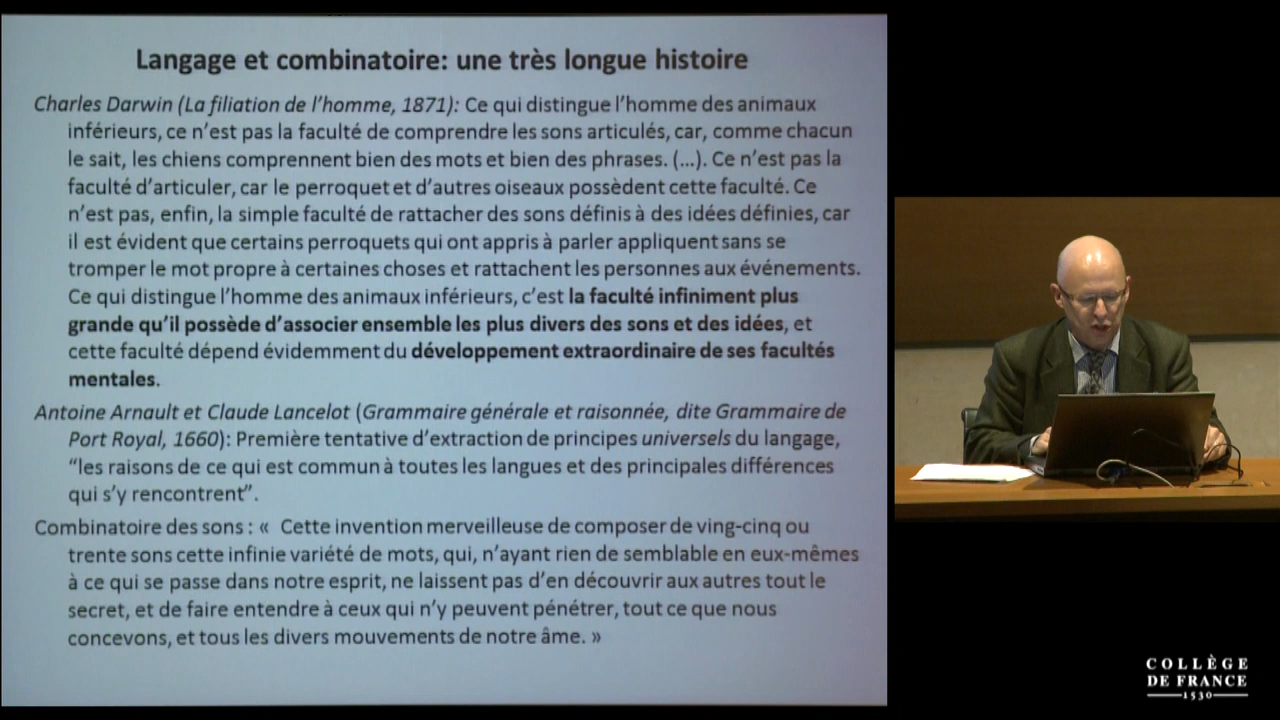 Langage et combinatoire: une très longue histoire
Charles Darwin (La filiation de l'homme, 1871): Ce qui distingue l'homme des animaux
inférieurs, ce n'est pas la faculté de comprendre les sons articulés, car, comme chacun
le sait, les chiens comprennent bien des mots et bien des phrases. (...). Ce n'est pas la
faculté d'articuler, car le perroquet et d'autres oiseaux possèdent cette faculté. Ce
n'est pas, enfin, la simple faculté de rattacher des sons définis à des idées définies, car
il est évident que certains perroquets qui ont appris à parler appliquent sans se
tromper le mot propre à certaines choses et rattachent les personnes aux événements.
Ce qui distingue l'homme des animaux inférieurs, c'est la faculté infiniment plus
grande qu'il possède d'associer ensemble les plus divers des sons et des idées, et
cette faculté dépend évidemment du développement extraordinaire de ses facultés
mentales.
Antoine Arnault et Claude Lancelot (Grammaire générale et raisonnée, dite Grammaire de
Port Royal, 1660): Première tentative d'extraction de principes universels du langage,
"les raisons de ce qui est commun à toutes les langues et des principales différences
qui s'y rencontrent".
Combinatoire des sons : « Cette invention merveilleuse de composer de ving-cinq ou
trente sons cette infinie variété de mots, qui, n'ayant rien de semblable en eux-mêmes
à ce qui se passe dans notre esprit, ne laissent pas d'en découvrir aux autres tout le
secret, et de faire entendre à ceux qui n'y peuvent pénétrer, tout ce que nous
concevons, et tous les divers mouvements de notre âme. »
COLLÈGE
DE FRANCE
1530